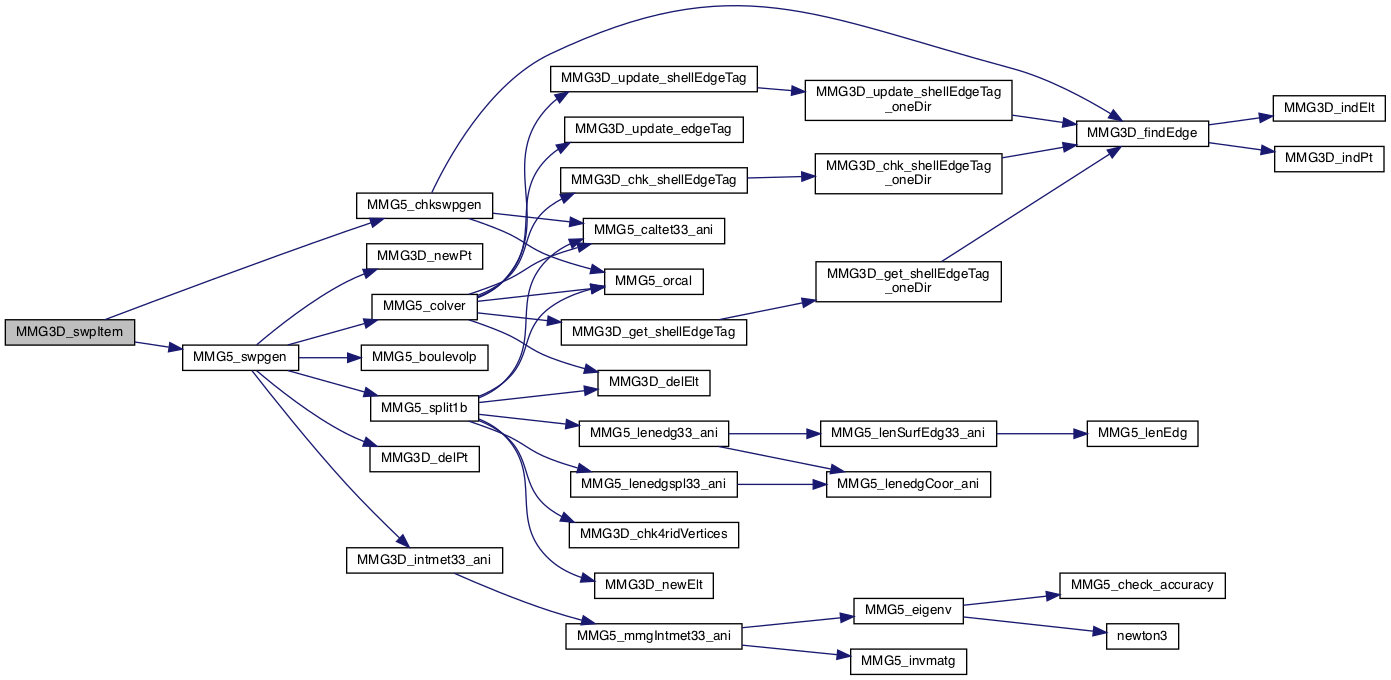 MMG3D_swpItem
MMG5_chkswpgen
MMG5_swpgen
MMG3D_newPt
MMG5_colver
MMG5_boulevolp
MMG5_split1b
MMG3D_delPt
MMG3D_intmet33_ani
MMG3D_update_shellEdgeTag
MMG3D_update_edgeTag
MMG3D_chk_shellEdgeTag
MMG5_caltet33_ani
MMG5_orcal
MMG3D_get_shellEdgeTag
MMG3D_delElt
MMG5_lenedg33_ani
MMG5_lenedgspl33_ani
MMG3D_chk4ridVertices
MMG3D_newElt
MMG5_mmgIntmet33_ani
MMG3D_update_shellEdgeTag
_oneDir
MMG3D_chk_shellEdgeTag
_oneDir
MMG3D_get_shellEdgeTag
_oneDir
MMG5_lenSurfEdg33_ani
MMG5_lenedgCoor_ani
MMG5_eigenv
MMG5_invmatg
MMG3D_findEdge
MMG5_lenEdg
MMG5_check_accuracy
newton3
MMG3D_indElt
MMG3D_indPt